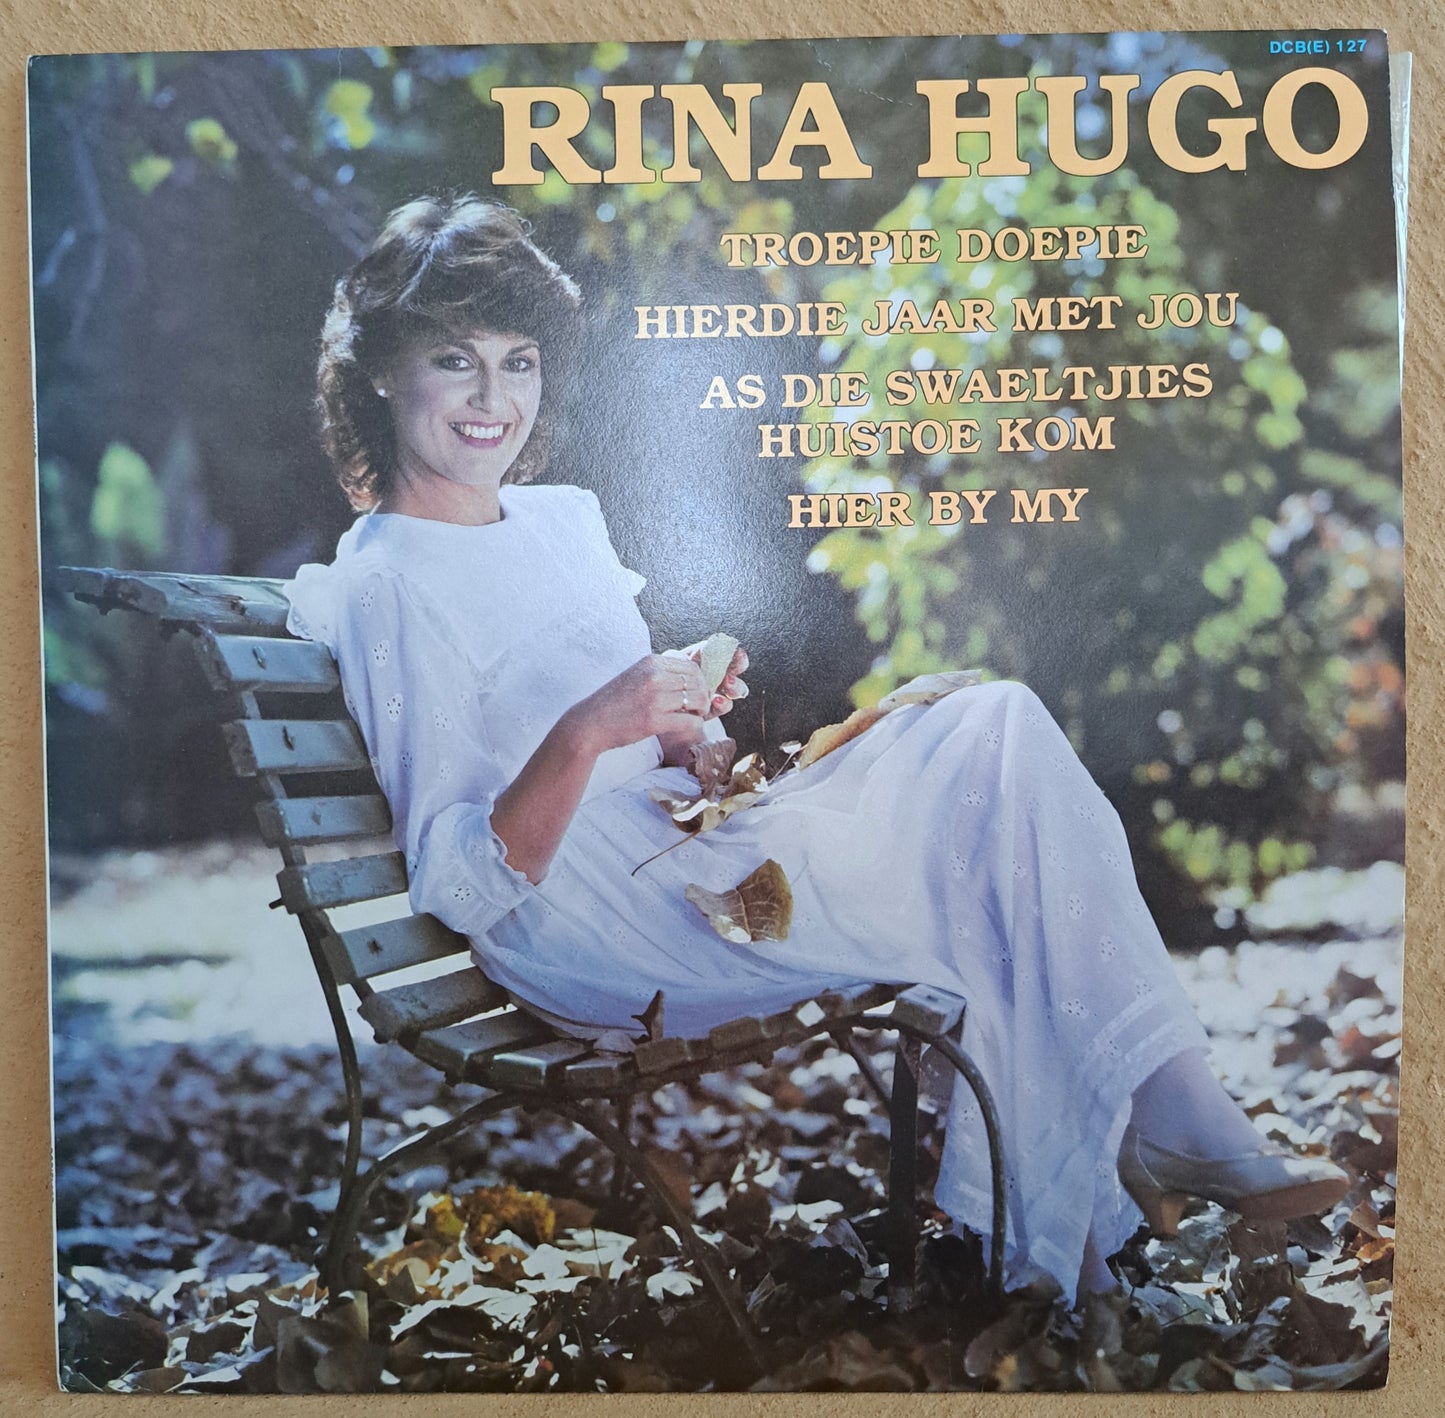 DCB(E) 127
RINA HUGO
TROEPIE DOEPIE
HIERDIE JAAR MET JOU
AS DIE SWAELTJIES
HUISTOE KOM
HIER BY MY